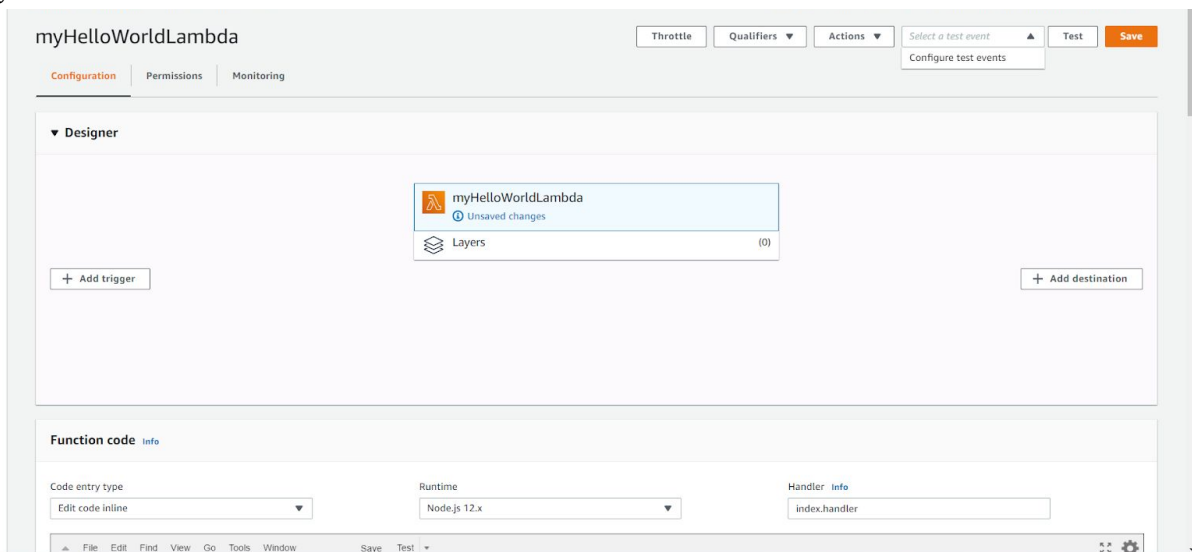 myHelloWorldLambda
Throttle Qualifiers Actions Select a test event Test Save
Configure test events
Configuration Permissions Monitoring
Designer
myHelloWorldLambda
Unsaved changes
Layers (0)
+ Add trigger
+ Add destination
Function code Info
Code entry type Runtime Handler Info
Edit code inline Node.js 12.x index.handler
File Edit Find View Go Tools Window Save Test